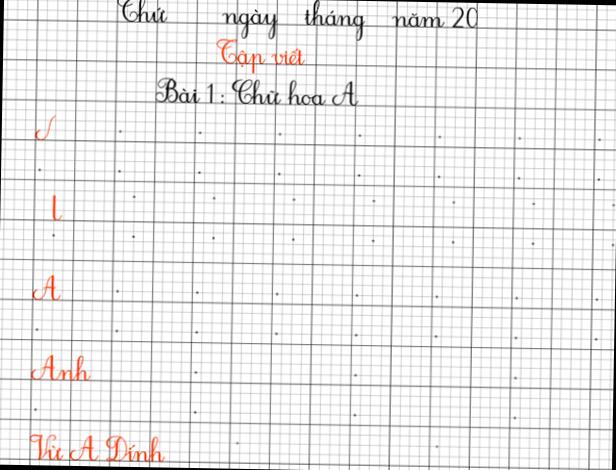 Thứ ngày tháng năm 20
Tập viết
Bài 1: Chữ hoa A
l
A
Anh
Vừ A Dính